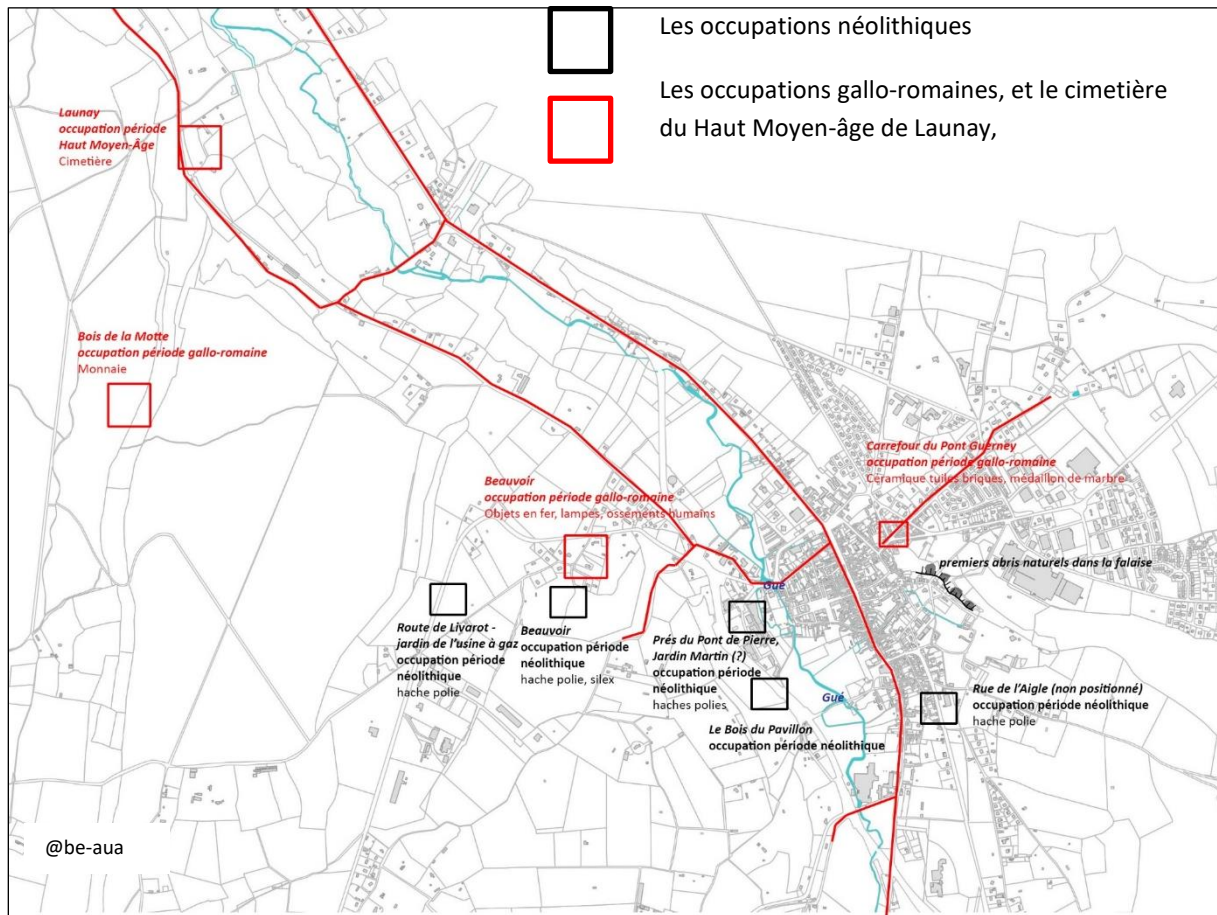 Les occupations néolithiques
Les occupations gallo-romaines, et le cimetière
du Haut Moyen-âge de Launay,
Launay
occupation période
Haut Moyen-Âge
Cimetière
Bois de la Motte
occupation période gallo-romaine
Monnaie
Carrefour du Pont Guerney
occupation période gallo-romaine
Céramique tuiles briques, médaillon de marbre
Beauvoir
occupation période gallo-romaine
Objets en fer, lampes, osséments humains
premiers abris naturels dans la falaise
Gué
Route de Livarot -
jardin de l'usine à gaz
occupation période
néolithique
hache polie
Beauvoir
occupation période
néolithique
hache polie, silex
Prés du Pont de Pierre,
Jardin Martin (?)
occupation période
néolithique
haches polies
Gué
Le Bois du Pavillon
occupation période néolithique
Rue de l'Aigle (non positionné)
occupation période néolithique
hache polie
@be-aua